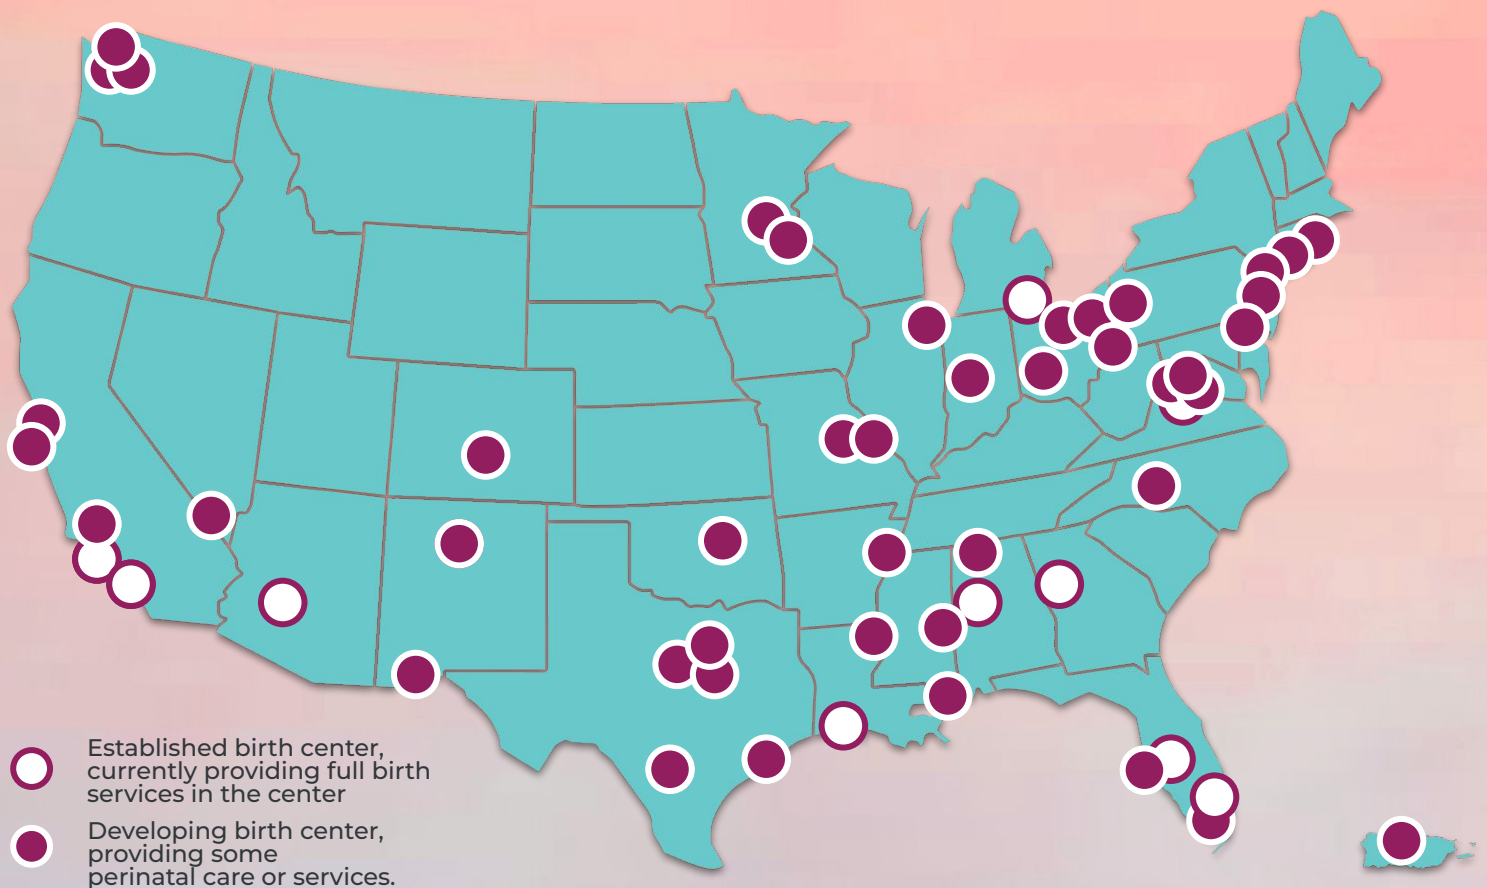 Established birth center,
currently providing full birth
services in the center
Developing birth center,
providing some
perinatal care or services.